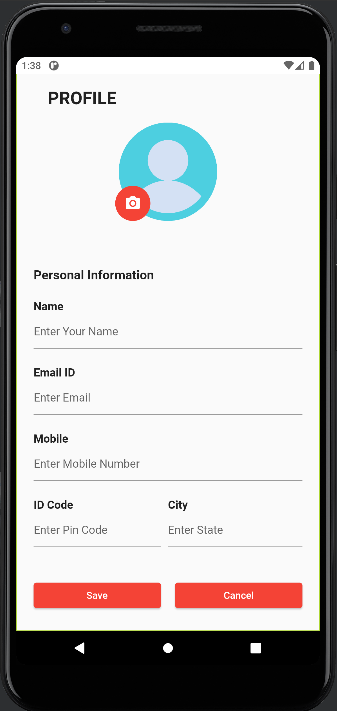 1:38
PROFILE
Personal Information
Name
Enter Your Name
Email ID
Enter Email
Mobile
Enter Mobile Number
ID Code City
Enter Pin Code Enter State
Save Cancel